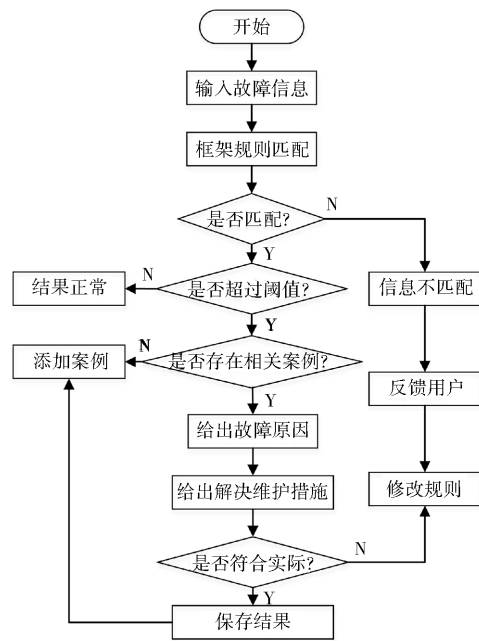 开始
输入故障信息
框架规则匹配
是否匹配?
N
Y
结果正常
N
是否超过阈值?
信息不匹配
Y
添加案例
N
是否存在相关案例?
反馈用户
Y
给出故障原因
给出解决维护措施
修改规则
是否符合实际?
N
Y
保存结果